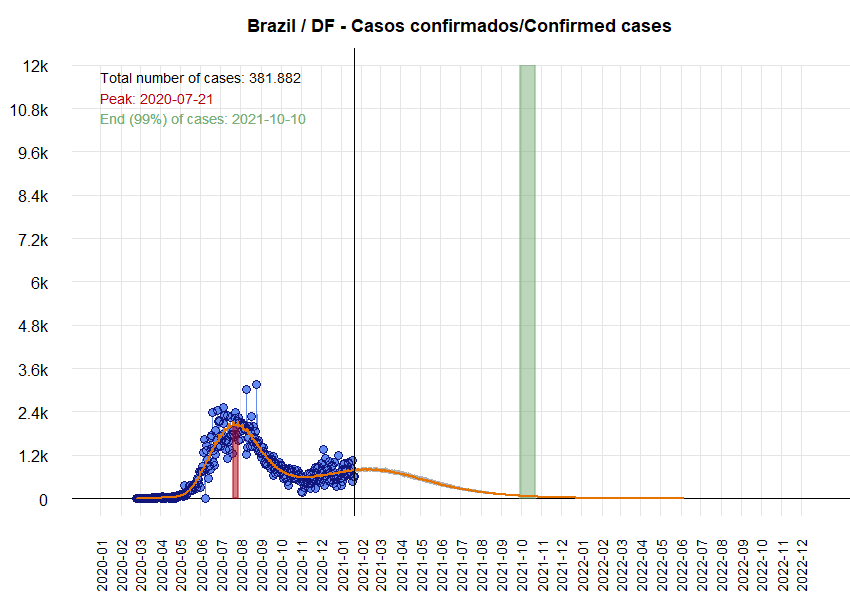 Brazil / DF - Casos confirmados/Confirmed cases
12k
Total number of cases: 381.882
Peak: 2020-07-21
10.8k
End (99%) of cases: 2021-10-10
9.6k
8.4k
7.2k
6k
4.8k
3.6k
2.4k
1.2k
0
2020-01
2020-02
2020-03
2020-04
2020-05
2020-06
2020-07
2020-08
2020-09
2020-10
2020-11
2020-12
2021-01
2021-02
2021-03
2021-04
2021-05
2021-06
2021-07
2021-08
2021-09
2021-10
2021-11
2021-12
2022-01
2022-02
2022-03
2022-04
2022-05
2022-06
2022-07
2022-08
2022-09
2022-10
2022-11
2022-12